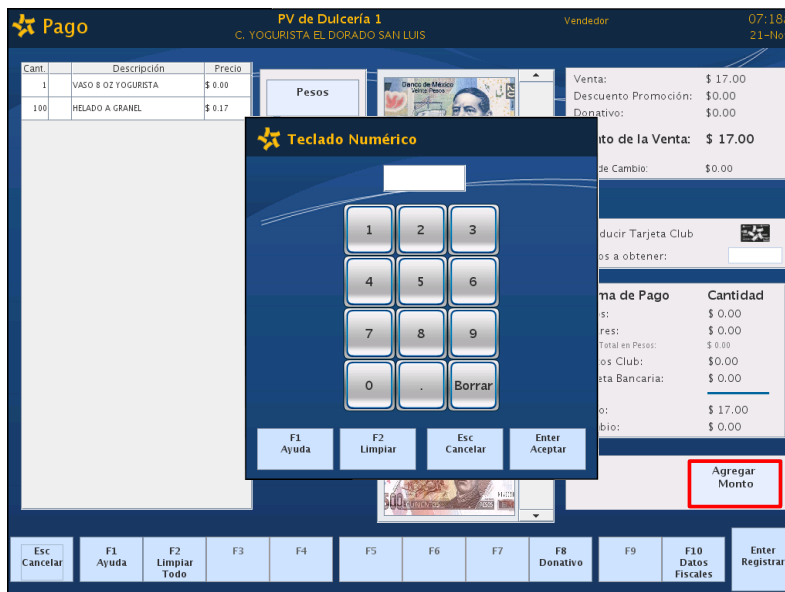 Pago
PV de Dulcería 1
C. YOGURISTA EL DORADO SAN LUIS
Vendedor
07:18
21-No
Cant. Descripción Precio
1 VASO 8 OZ YOGURISTA $ 0.00
100 HELADO A GRANEL $ 0.17
Pesos
Banco de México
Veinte Pesos
Venta: $ 17.00
Descuento Promoción: $0.00
Donativo: $0.00
nto de la Venta: $ 17.00
de Cambio: $0.00
Teclado Numérico
1 2 3
4 5 6
7 8 9
0 . Borrar
F1 Ayuda
F2 Limpiar
Esc Cancelar
Enter Aceptar
ducir Tarjeta Club
os a obtener:
ma de Pago Cantidad
s: $ 0.00
res: $ 0.00
Total en Pesos: $ 0.00
os Club: $0.00
eta Bancaria: $ 0.00
o: $ 17.00
bio: $ 0.00
Agregar
Monto
500
Esc Cancelar
F1 Ayuda
F2 Limpiar Todo
F3
F4
F5
F6
F7
F8 Donativo
F9
F10 Datos Fiscales
Enter Registrar